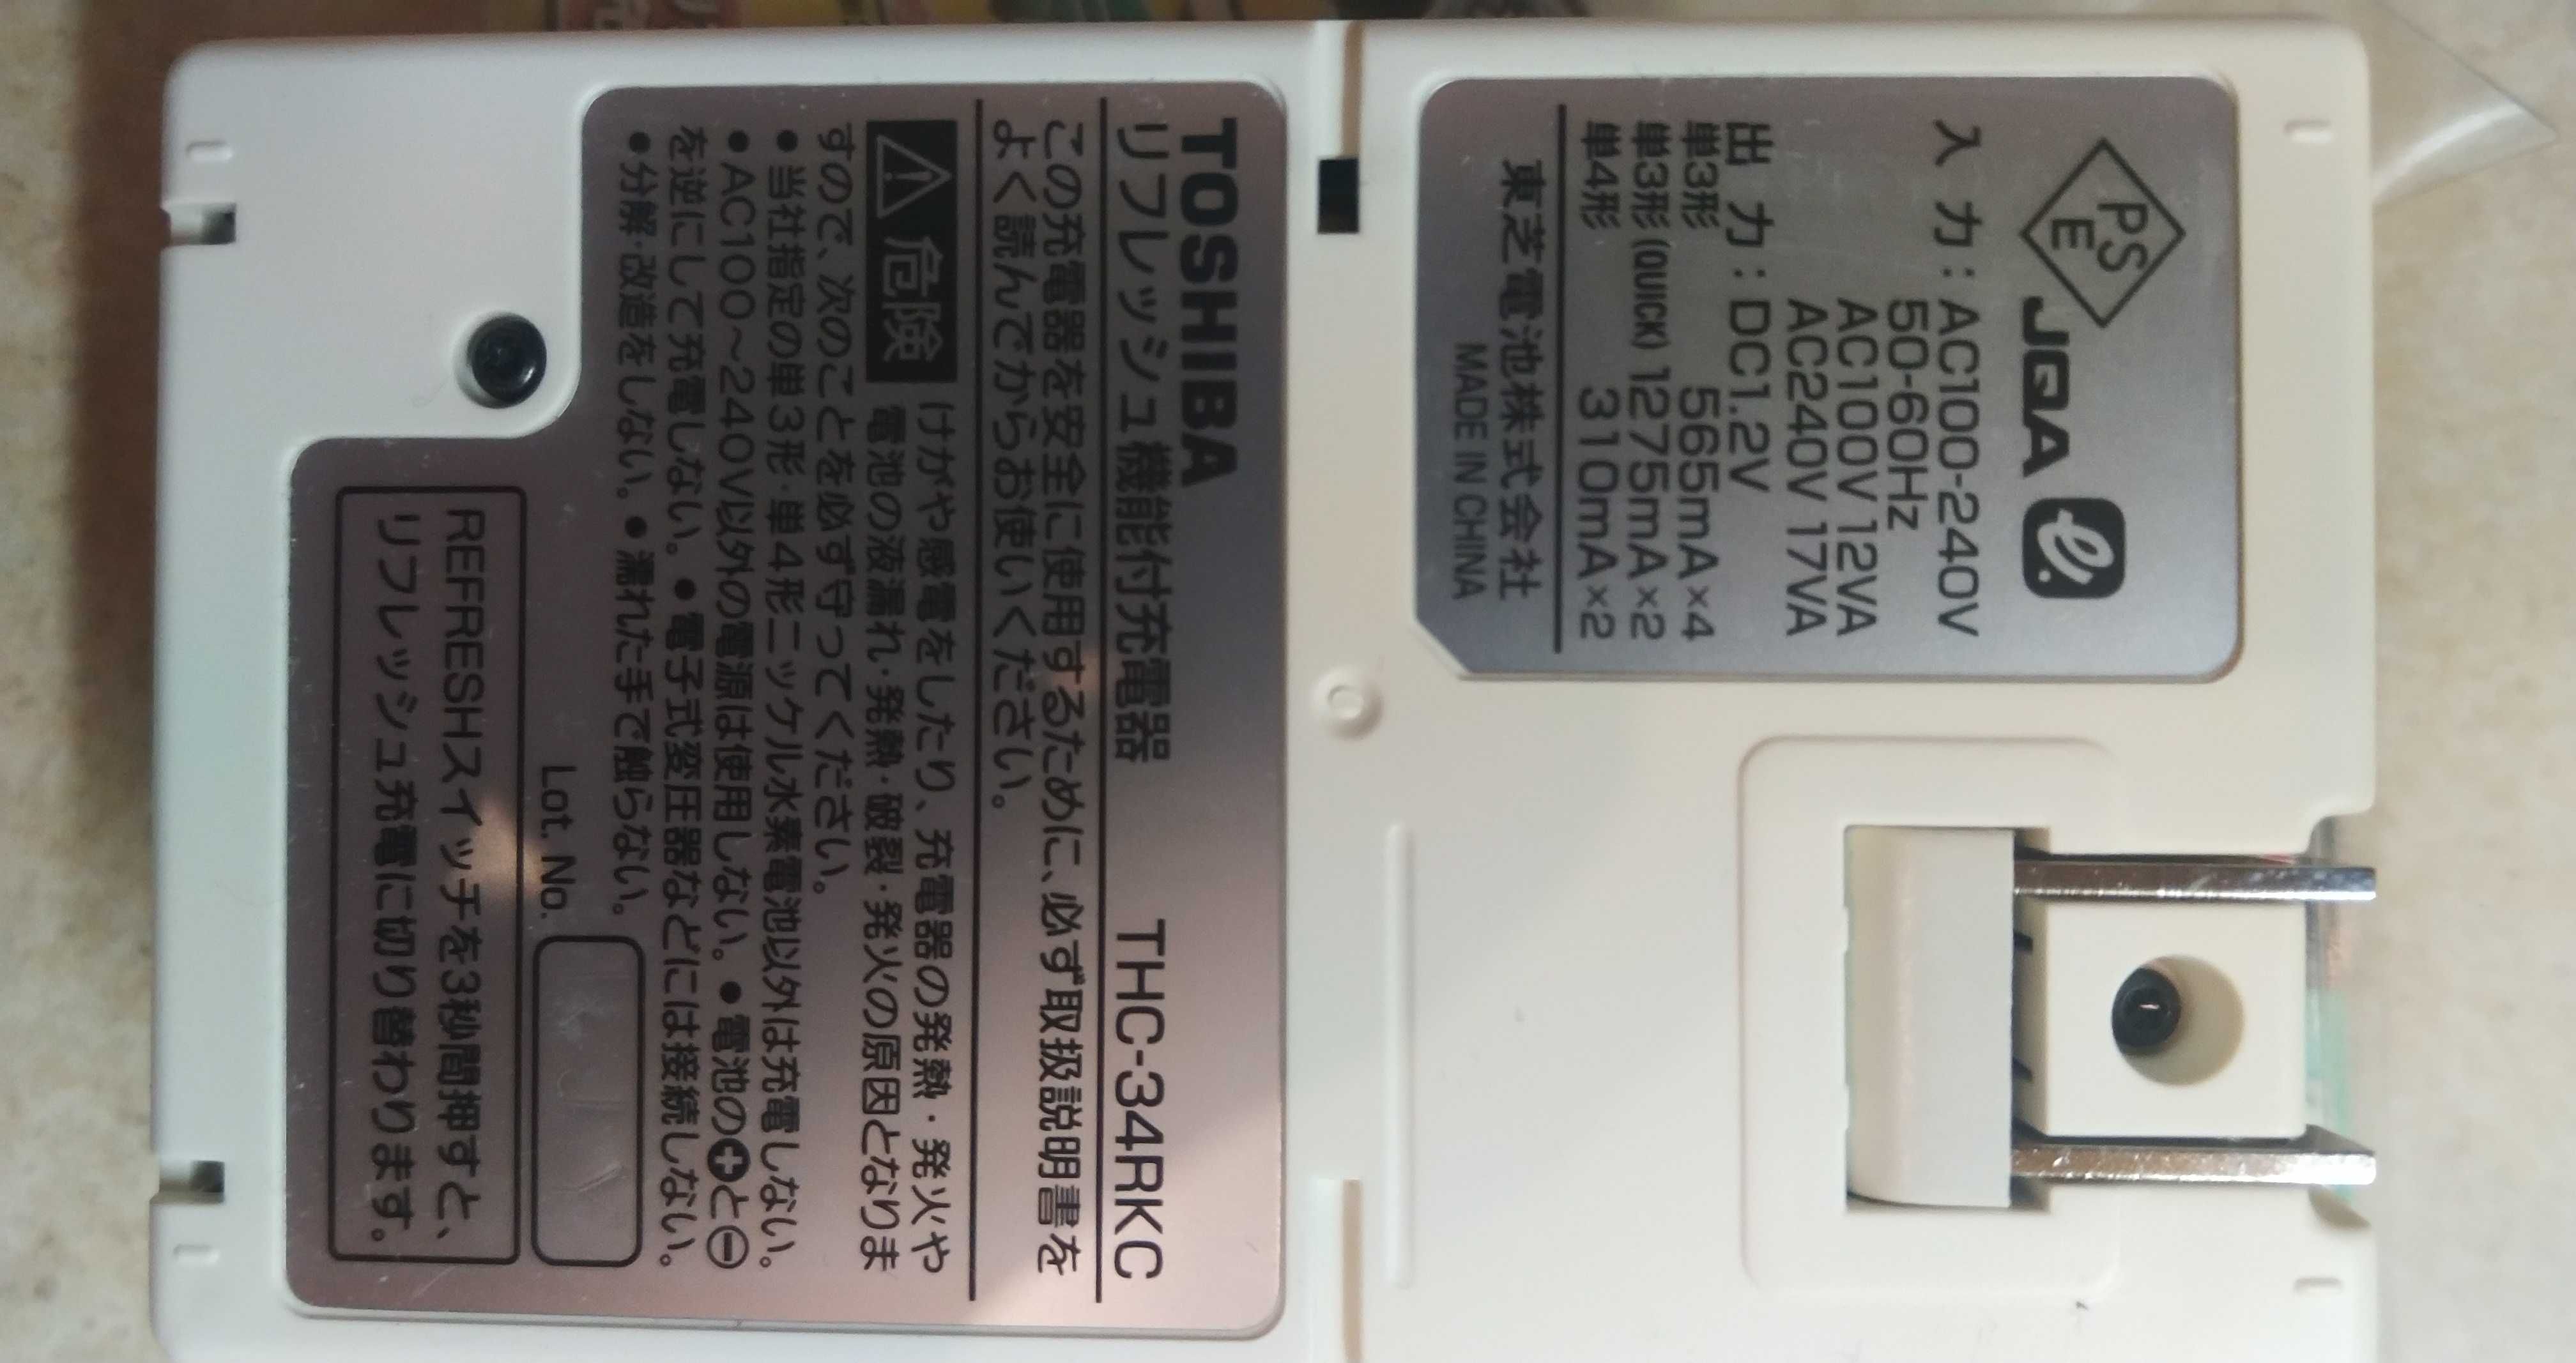 PS
E
JQA
e
入 力 : AC100-240V
50-60Hz
AC100V 12VA
AC240V 17VA
出 力 : DC1.2V
単3形 565mA×4
単3形 (QUICK) 1275mA×2
単4形 310mA×2
東芝電池株式会社
MADE IN CHINA
TOSHIBA
リフレッシュ機能付充電器 THC-34RKC
この充電器を安全に使用するために、必ず取扱説明書を
よく読んでからお使いください。
危険 けがや感電をしたり、充電器の発熱・発火や
電池の液漏れ・発熱・破裂・発火の原因となりま
すので、次のことを必ず守ってください。
●当社指定の単3形・単4形ニッケル水素電池以外は充電しない。
●AC100~240V以外の電源は使用しない。●電池の⊕と⊖
を逆にして充電しない。●電子式変圧器などには接続しない。
●分解・改造をしない。●濡れた手で触らない。
Lot. No.
REFRESHスイッチを3秒間押すと、
リフレッシュ充電に切り替わります。